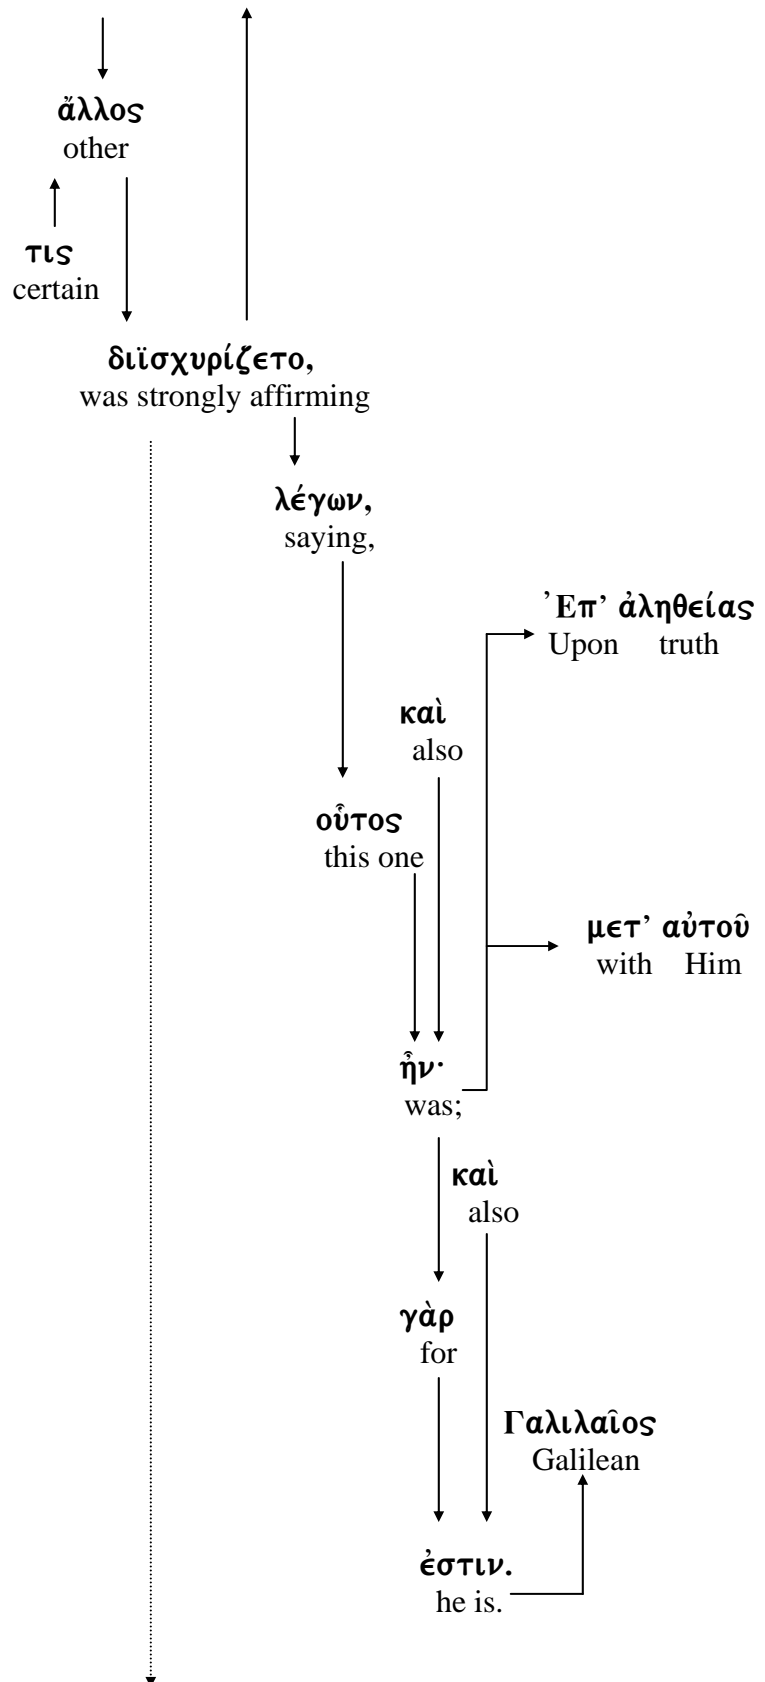 ἄλλος
other
τις
certain
διϊσχυρίζετο,
was strongly affirming
λέγων,
saying,
Ἐπ’ ἀληθείας
Upon truth
καὶ
also
οὗτος
this one
μετ’ αὐτοῦ
with Him
ἦν·
was;
καὶ
also
γὰρ
for
Γαλιλαῖος
Galilean
ἐστιν.
he is.